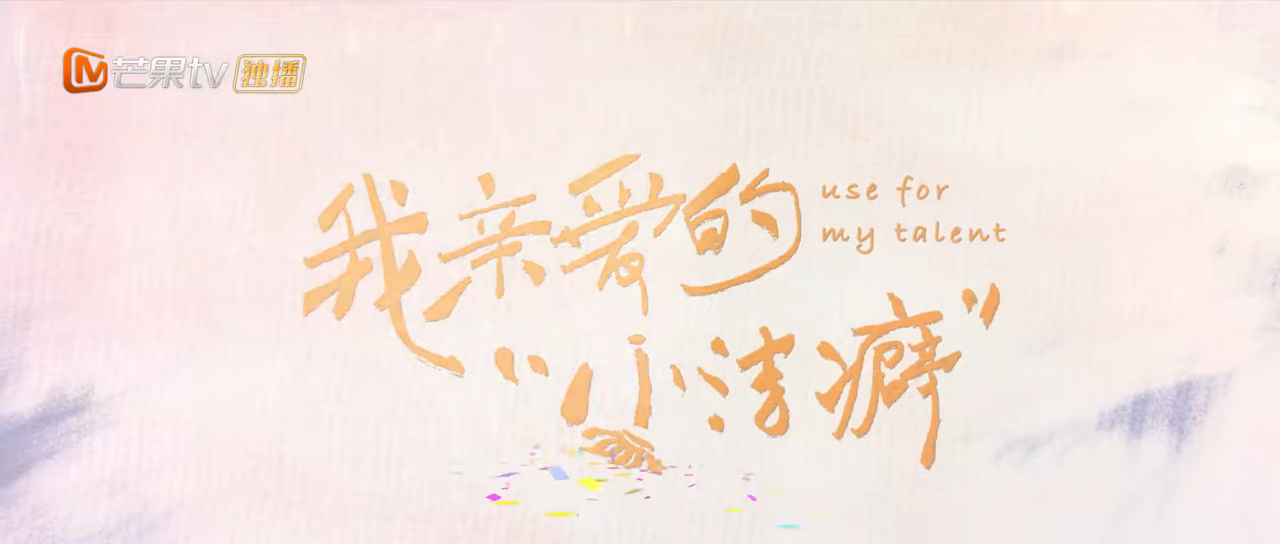 芒果tv 独播
我亲爱的
use for
my talent
“小洁癖”